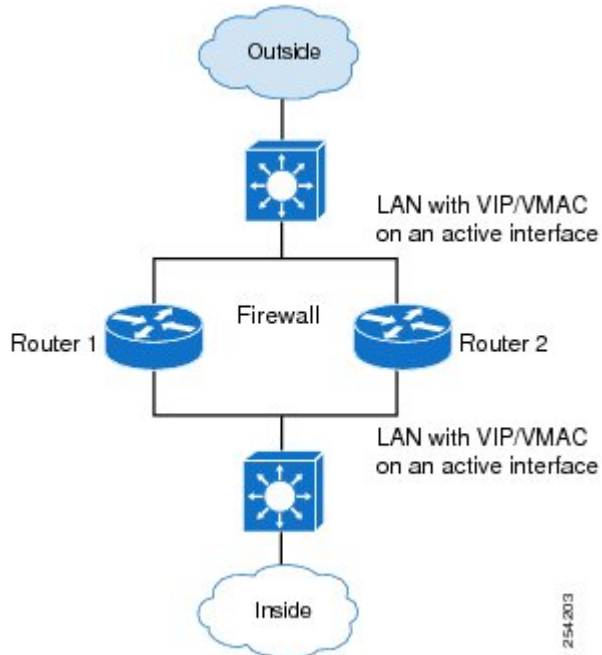 Outside
LAN with VIP/VMAC
on an active interface
Firewall
Router 1
Router 2
LAN with VIP/VMAC
on an active interface
Inside
254203